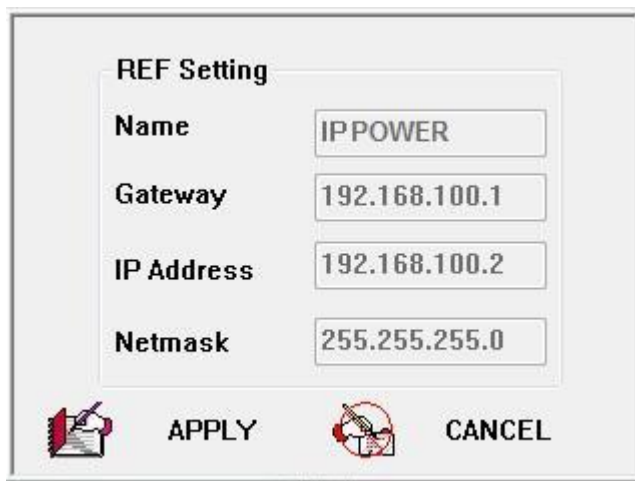 REF Setting
Name IPPOWER
Gateway 192.168.100.1
IP Address 192.168.100.2
Netmask 255.255.255.0
APPLY CANCEL